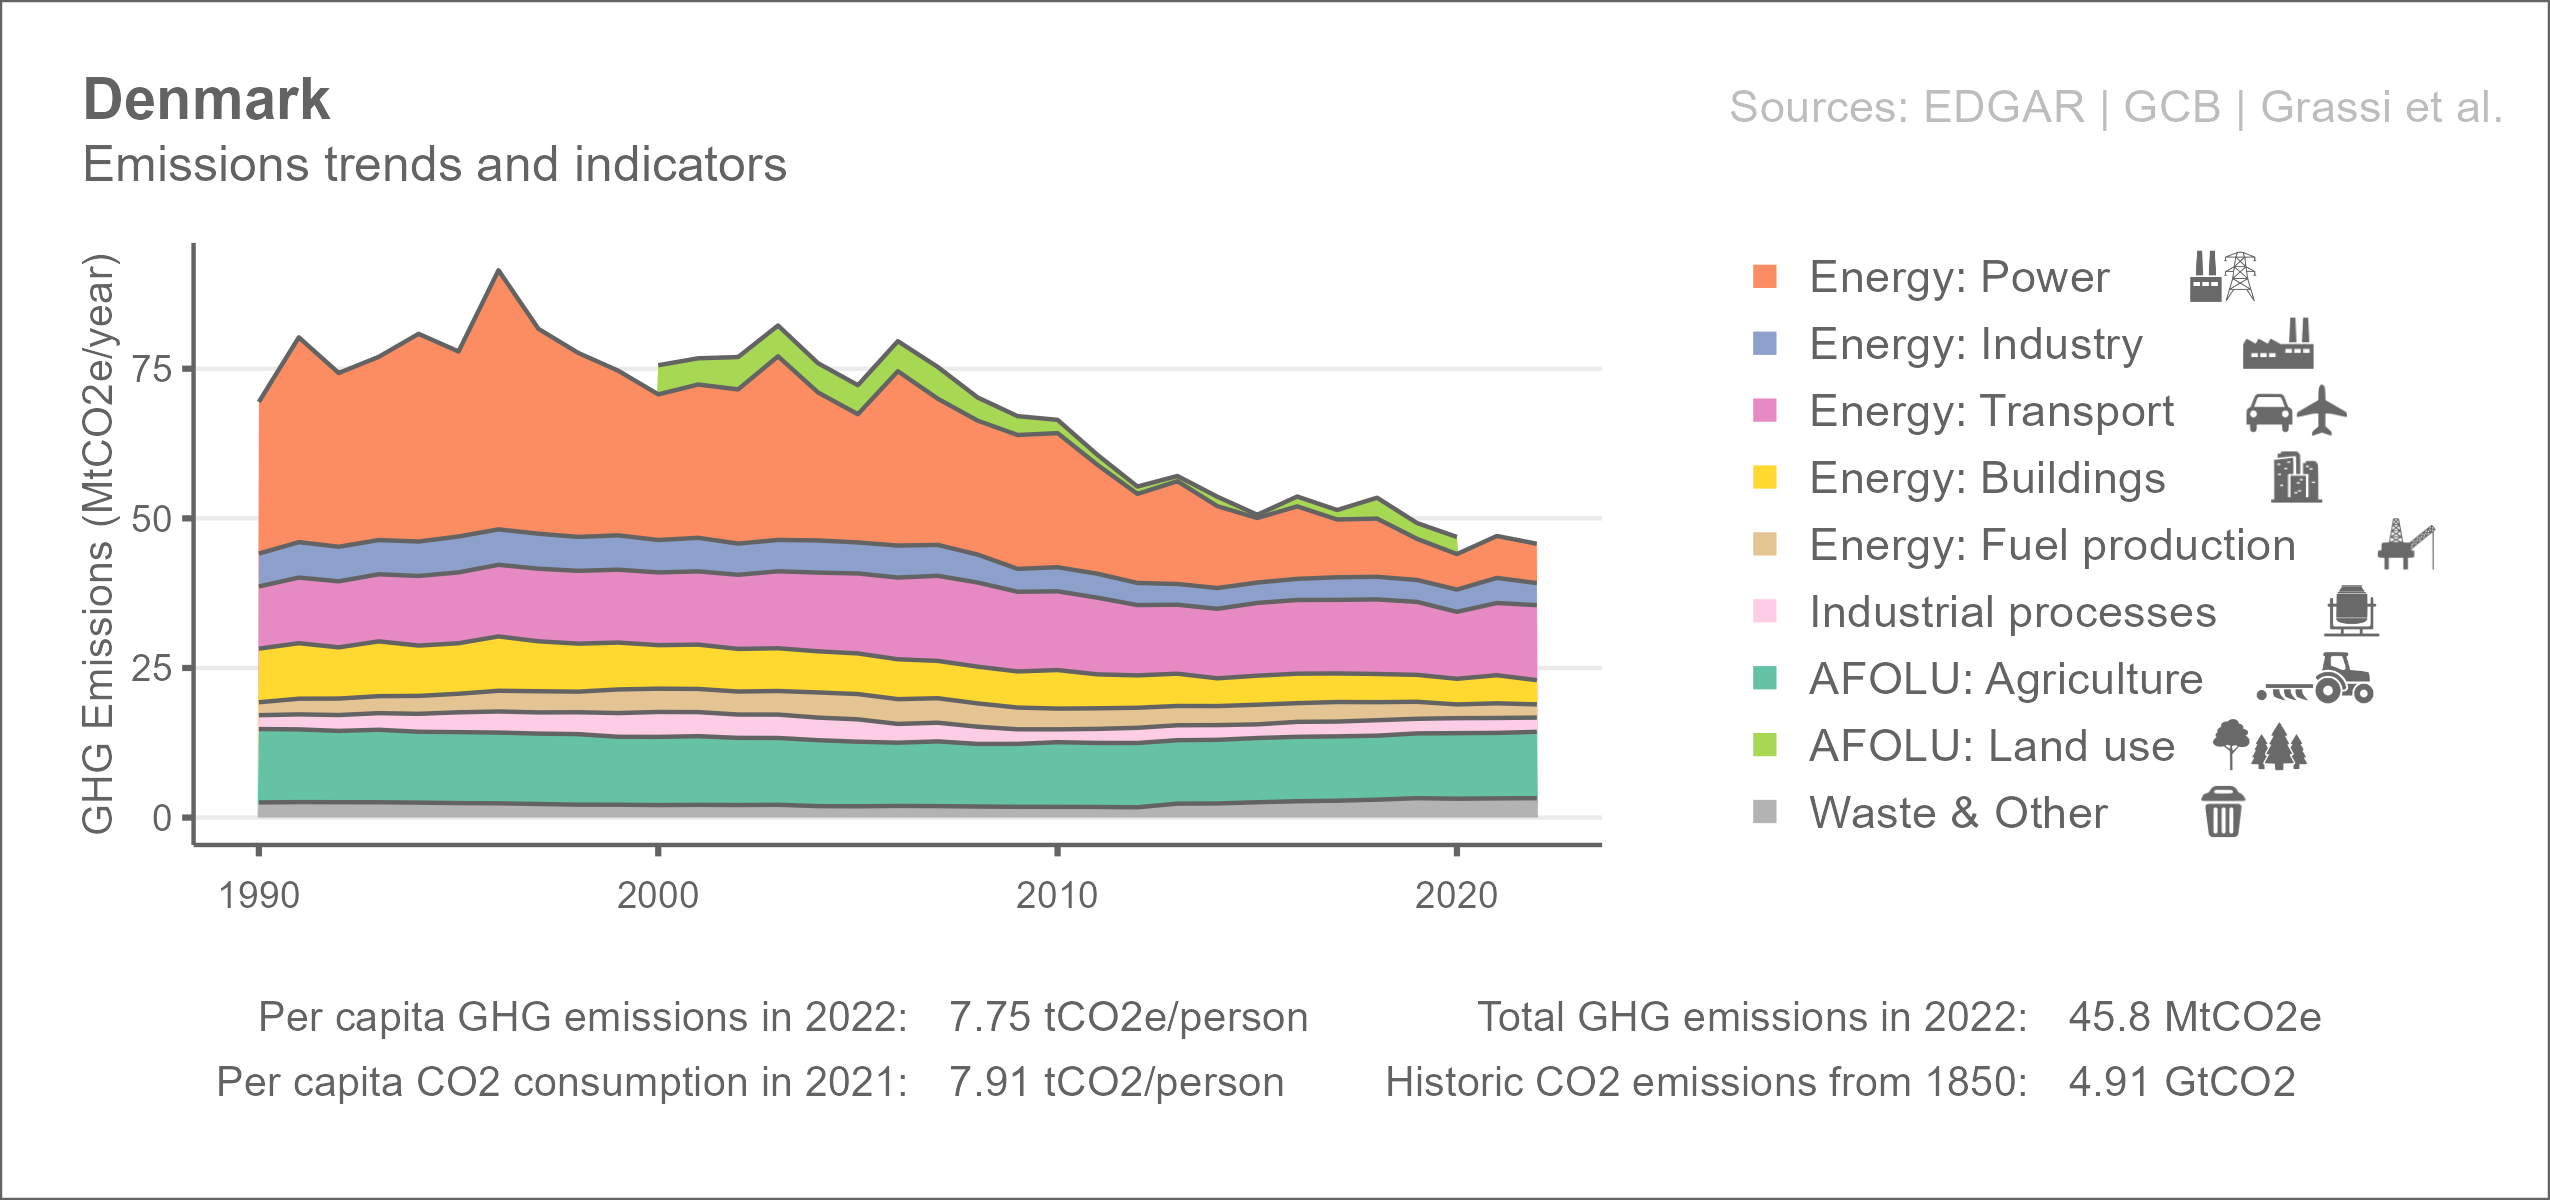 Denmark
Sources: EDGAR | GCB | Grassi et al.
Emissions trends and indicators
GHG Emissions (MtCO2e/year)
75
50
25
0
1990 2000 2010 2020
Energy: Power
Energy: Industry
Energy: Transport
Energy: Buildings
Energy: Fuel production
Industrial processes
AFOLU: Agriculture
AFOLU: Land use
Waste & Other
Per capita GHG emissions in 2022: 7.75 tCO2e/person Total GHG emissions in 2022: 45.8 MtCO2e
Per capita CO2 consumption in 2021: 7.91 tCO2/person Historic CO2 emissions from 1850: 4.91 GtCO2